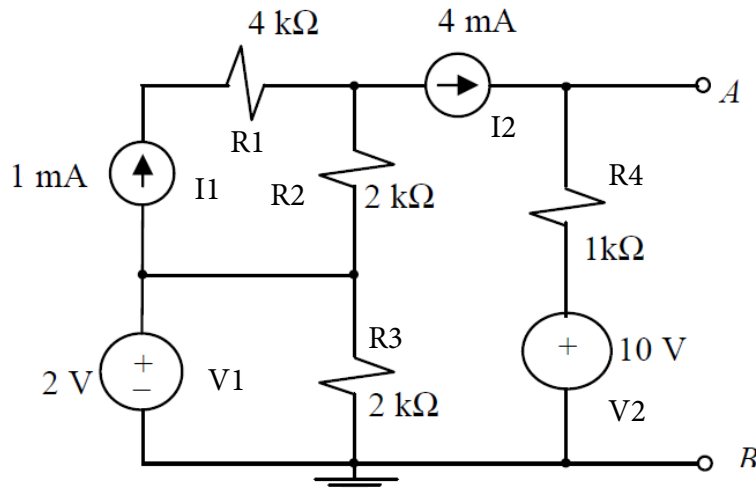 4 kΩ
4 mA
A
R1
I2
1 mA
I1
R2
2 kΩ
R4
1kΩ
2 V
+
–
V1
R3
2 kΩ
+
10 V
V2
B